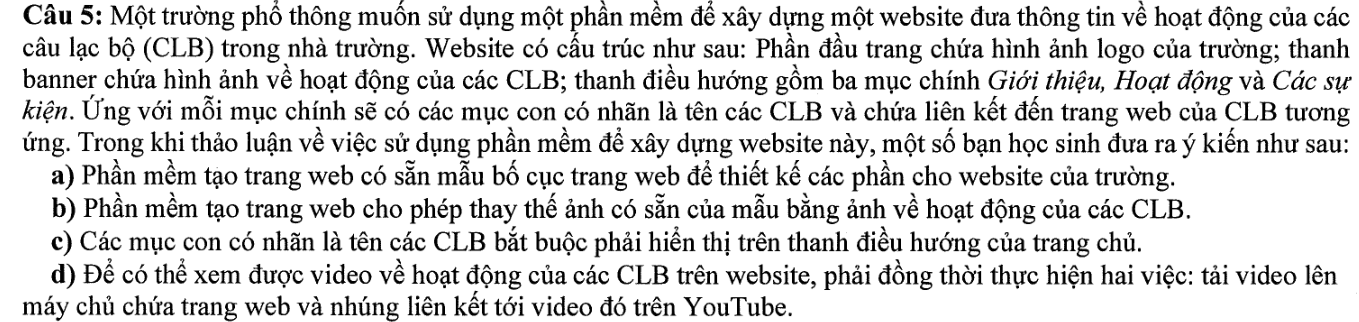 Câu 5: Một trường phổ thông muốn sử dụng một phần mềm để xây dựng một website đưa thông tin về hoạt động của các
câu lạc bộ (CLB) trong nhà trường. Website có cấu trúc như sau: Phần đầu trang chứa hình ảnh logo của trường; thanh
banner chứa hình ảnh về hoạt động của các CLB; thanh điều hướng gồm ba mục chính Giới thiệu, Hoạt động và Các sự
kiện. Ứng với mỗi mục chính sẽ có các mục con có nhãn là tên các CLB và chứa liên kết đến trang web của CLB tương
ứng. Trong khi thảo luận về việc sử dụng phần mềm để xây dựng website này, một số bạn học sinh đưa ra ý kiến như sau:
a) Phần mềm tạo trang web có sẵn mẫu bố cục trang web để thiết kế các phần cho website của trường.
b) Phần mềm tạo trang web cho phép thay thế ảnh có sẵn của mẫu bằng ảnh về hoạt động của các CLB.
c) Các mục con có nhãn là tên các CLB bắt buộc phải hiển thị trên thanh điều hướng của trang chủ.
d) Để có thể xem được video về hoạt động của các CLB trên website, phải đồng thời thực hiện hai việc: tải video lên
máy chủ chứa trang web và nhúng liên kết tới video đó trên YouTube.